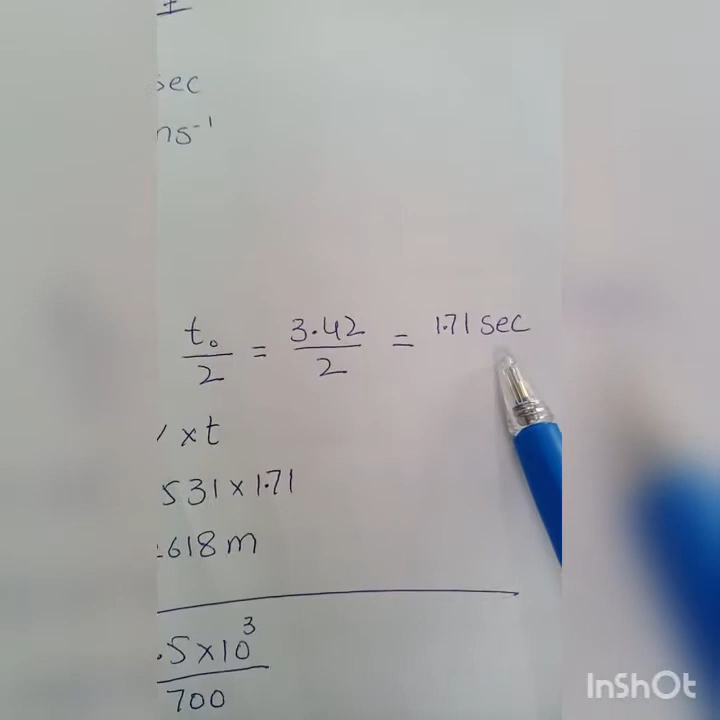 sec
ms⁻¹
t₀/2 = 3.42/2 = 1.71 sec
× t
531 × 1.71
618 m
.5 × 10³/700
InShOt